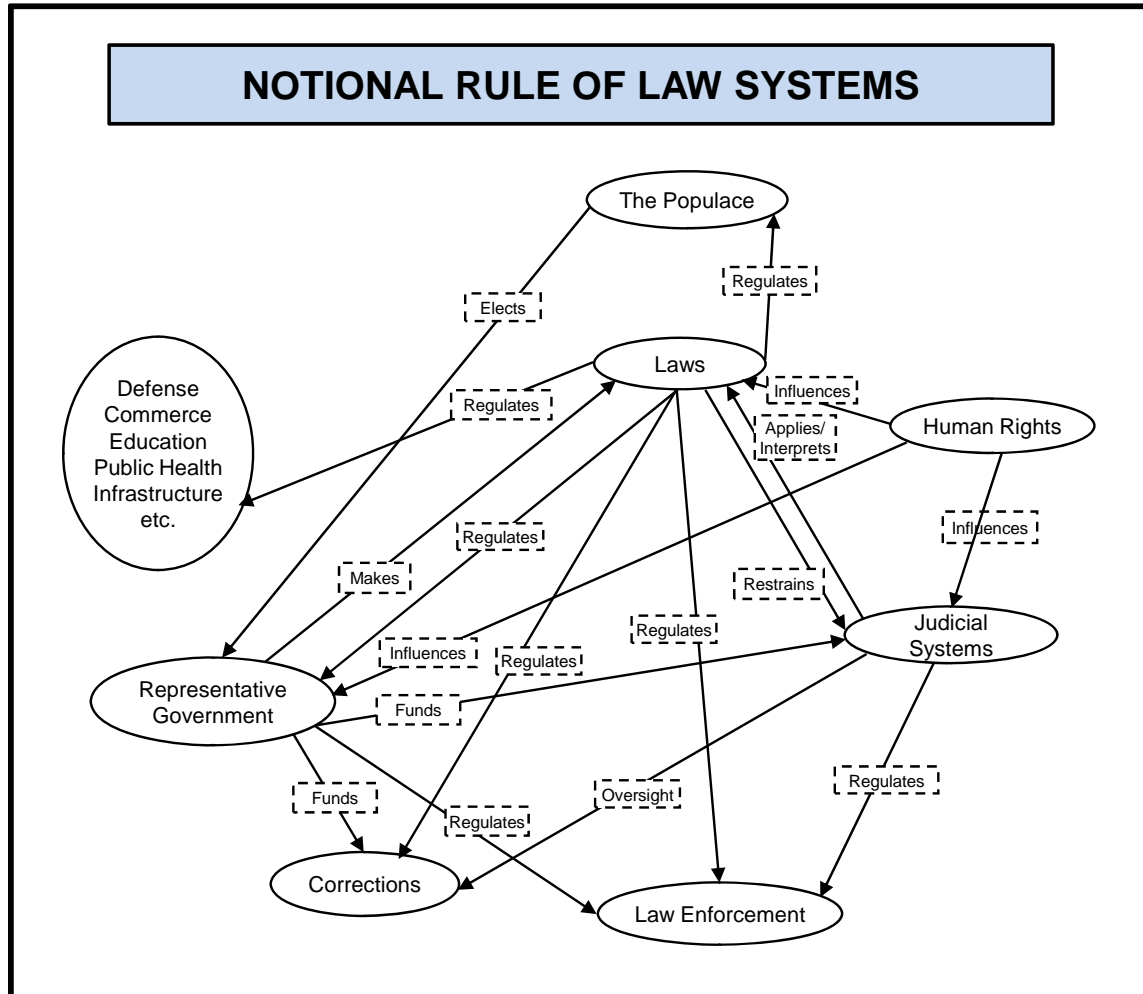 NOTIONAL RULE OF LAW SYSTEMS
The Populace
Regulates
Elects
Laws
Defense
Commerce
Education
Public Health
Infrastructure
etc.
Regulates
Influences
Human Rights
Applies/
Interprets
Influences
Regulates
Makes
Restrains
Regulates
Judicial
Systems
Influences
Regulates
Representative
Government
Funds
Funds
Oversight
Regulates
Regulates
Corrections
Law Enforcement